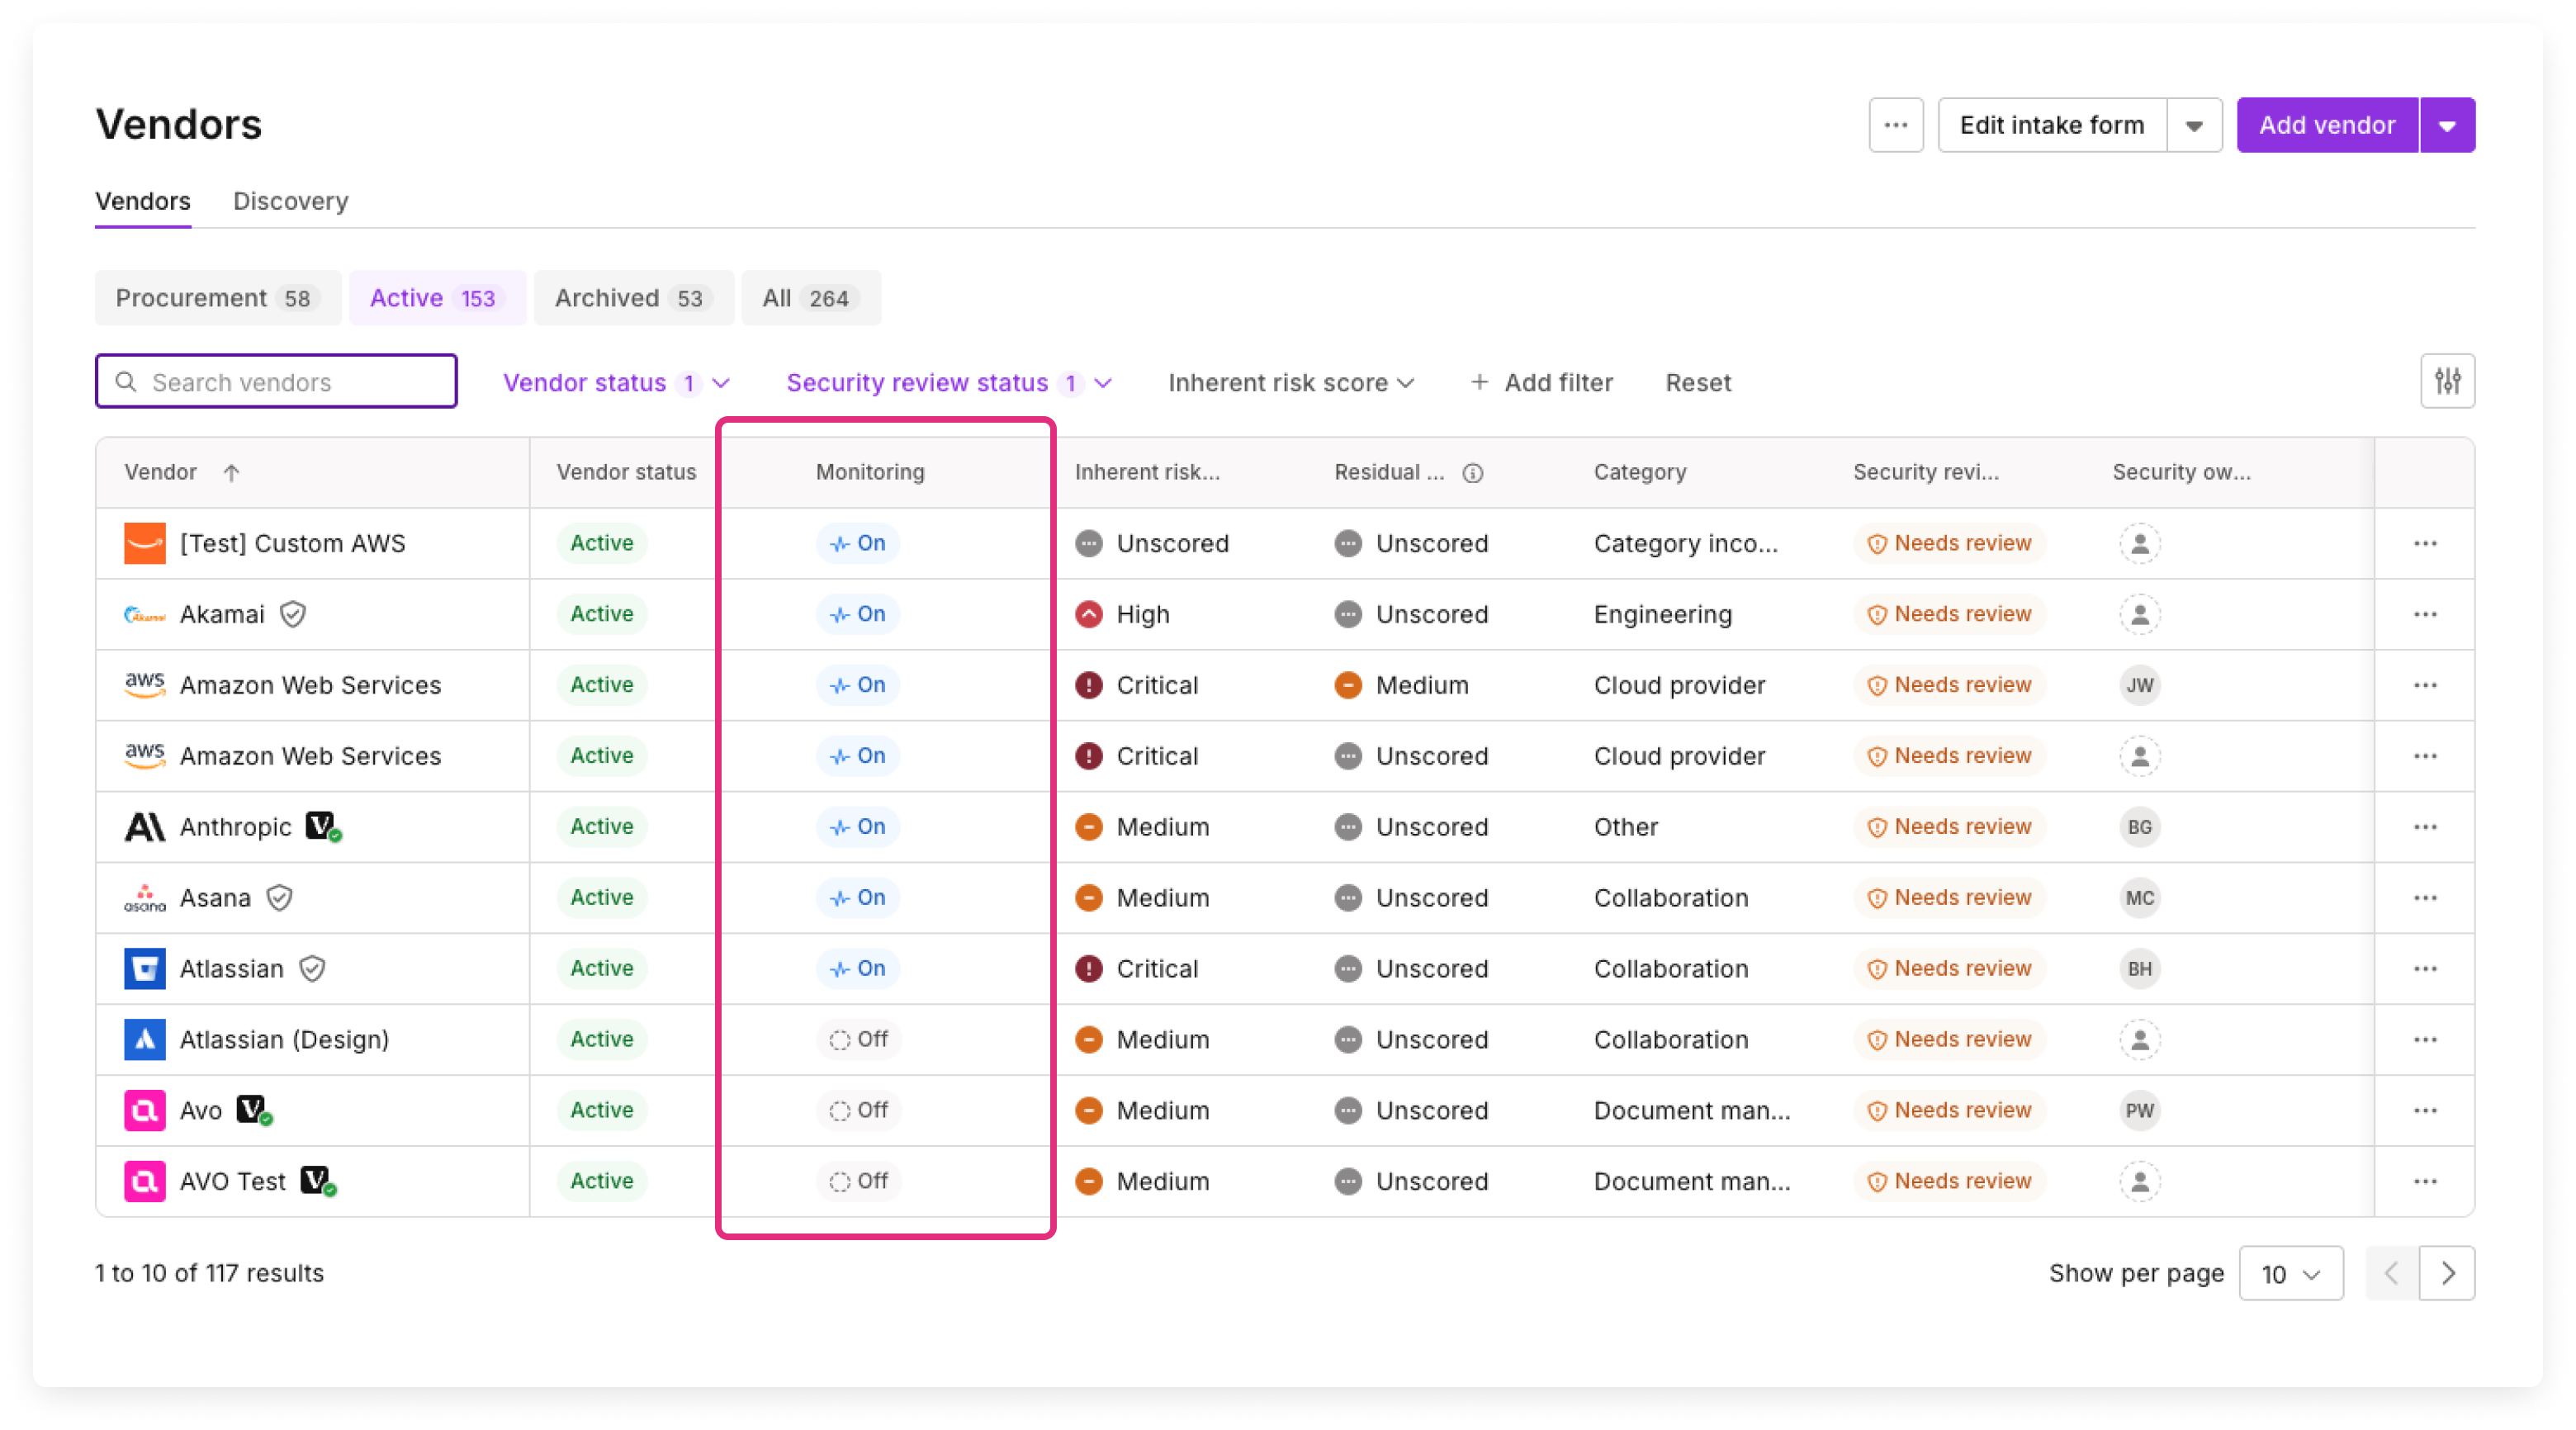 Vendors
... Edit intake form Add vendor
Vendors Discovery
Procurement 58 Active 153 Archived 53 All 264
Search vendors Vendor status 1 Security review status 1 Inherent risk score + Add filter Reset
Vendor ↑ Vendor status Monitoring Inherent risk... Residual ... Category Security revi... Security ow...
[Test] Custom AWS Active On Unscored Unscored Category inco... Needs review
Akamai Akamai Active On High Unscored Engineering Needs review
aws Amazon Web Services Active On Critical Medium Cloud provider Needs review JW
aws Amazon Web Services Active On Critical Unscored Cloud provider Needs review
AI Anthropic V Active On Medium Unscored Other Needs review BG
asana Asana Active On Medium Unscored Collaboration Needs review MC
Atlassian Active On Critical Unscored Collaboration Needs review BH
Atlassian (Design) Active Off Medium Unscored Collaboration Needs review
Avo V Active Off Medium Unscored Document man... Needs review PW
AVO Test V Active Off Medium Unscored Document man... Needs review
1 to 10 of 117 results Show per page 10